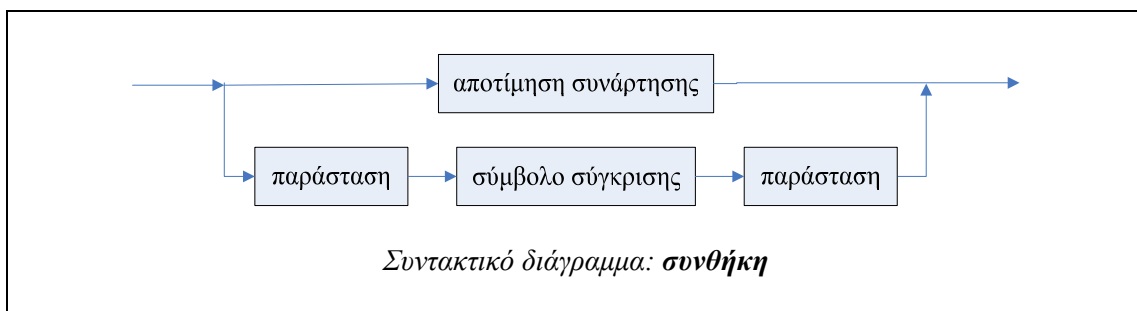 αποτίμηση συνάρτησης
παράσταση σύμβολο σύγκρισης παράσταση
Συντακτικό διάγραμμα: συνθήκη